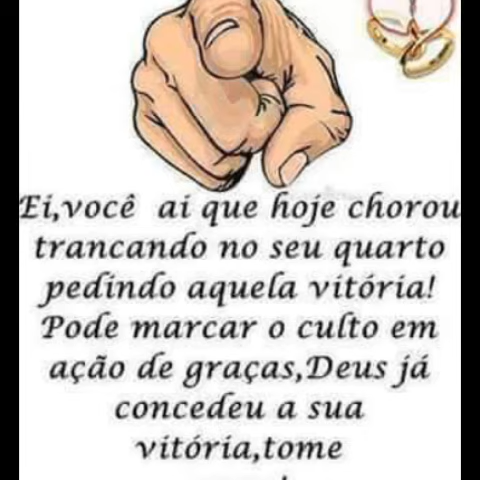 Ei,você ai que hoje chorou
trancando no seu quarto
pedindo aquela vitória!
Pode marcar o culto em
ação de graças,Deus já
concedeu a sua
vitória,tome